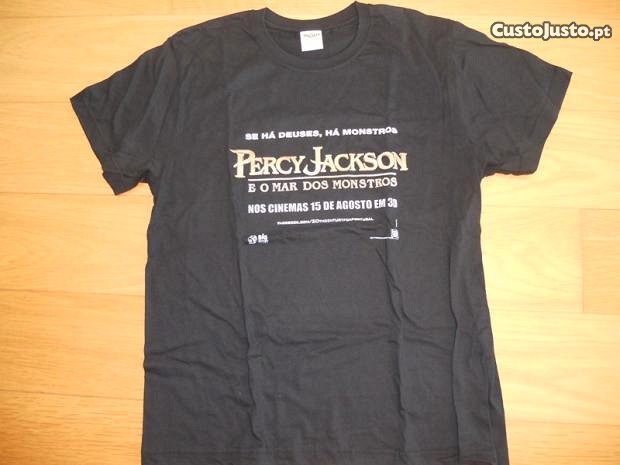 CustoJusto.pt
SE HÁ DEUSES, HÁ MONSTROS
PERCY JACKSON
E O MAR DOS MONSTROS
NOS CINEMAS 15 DE AGOSTO EM 3D